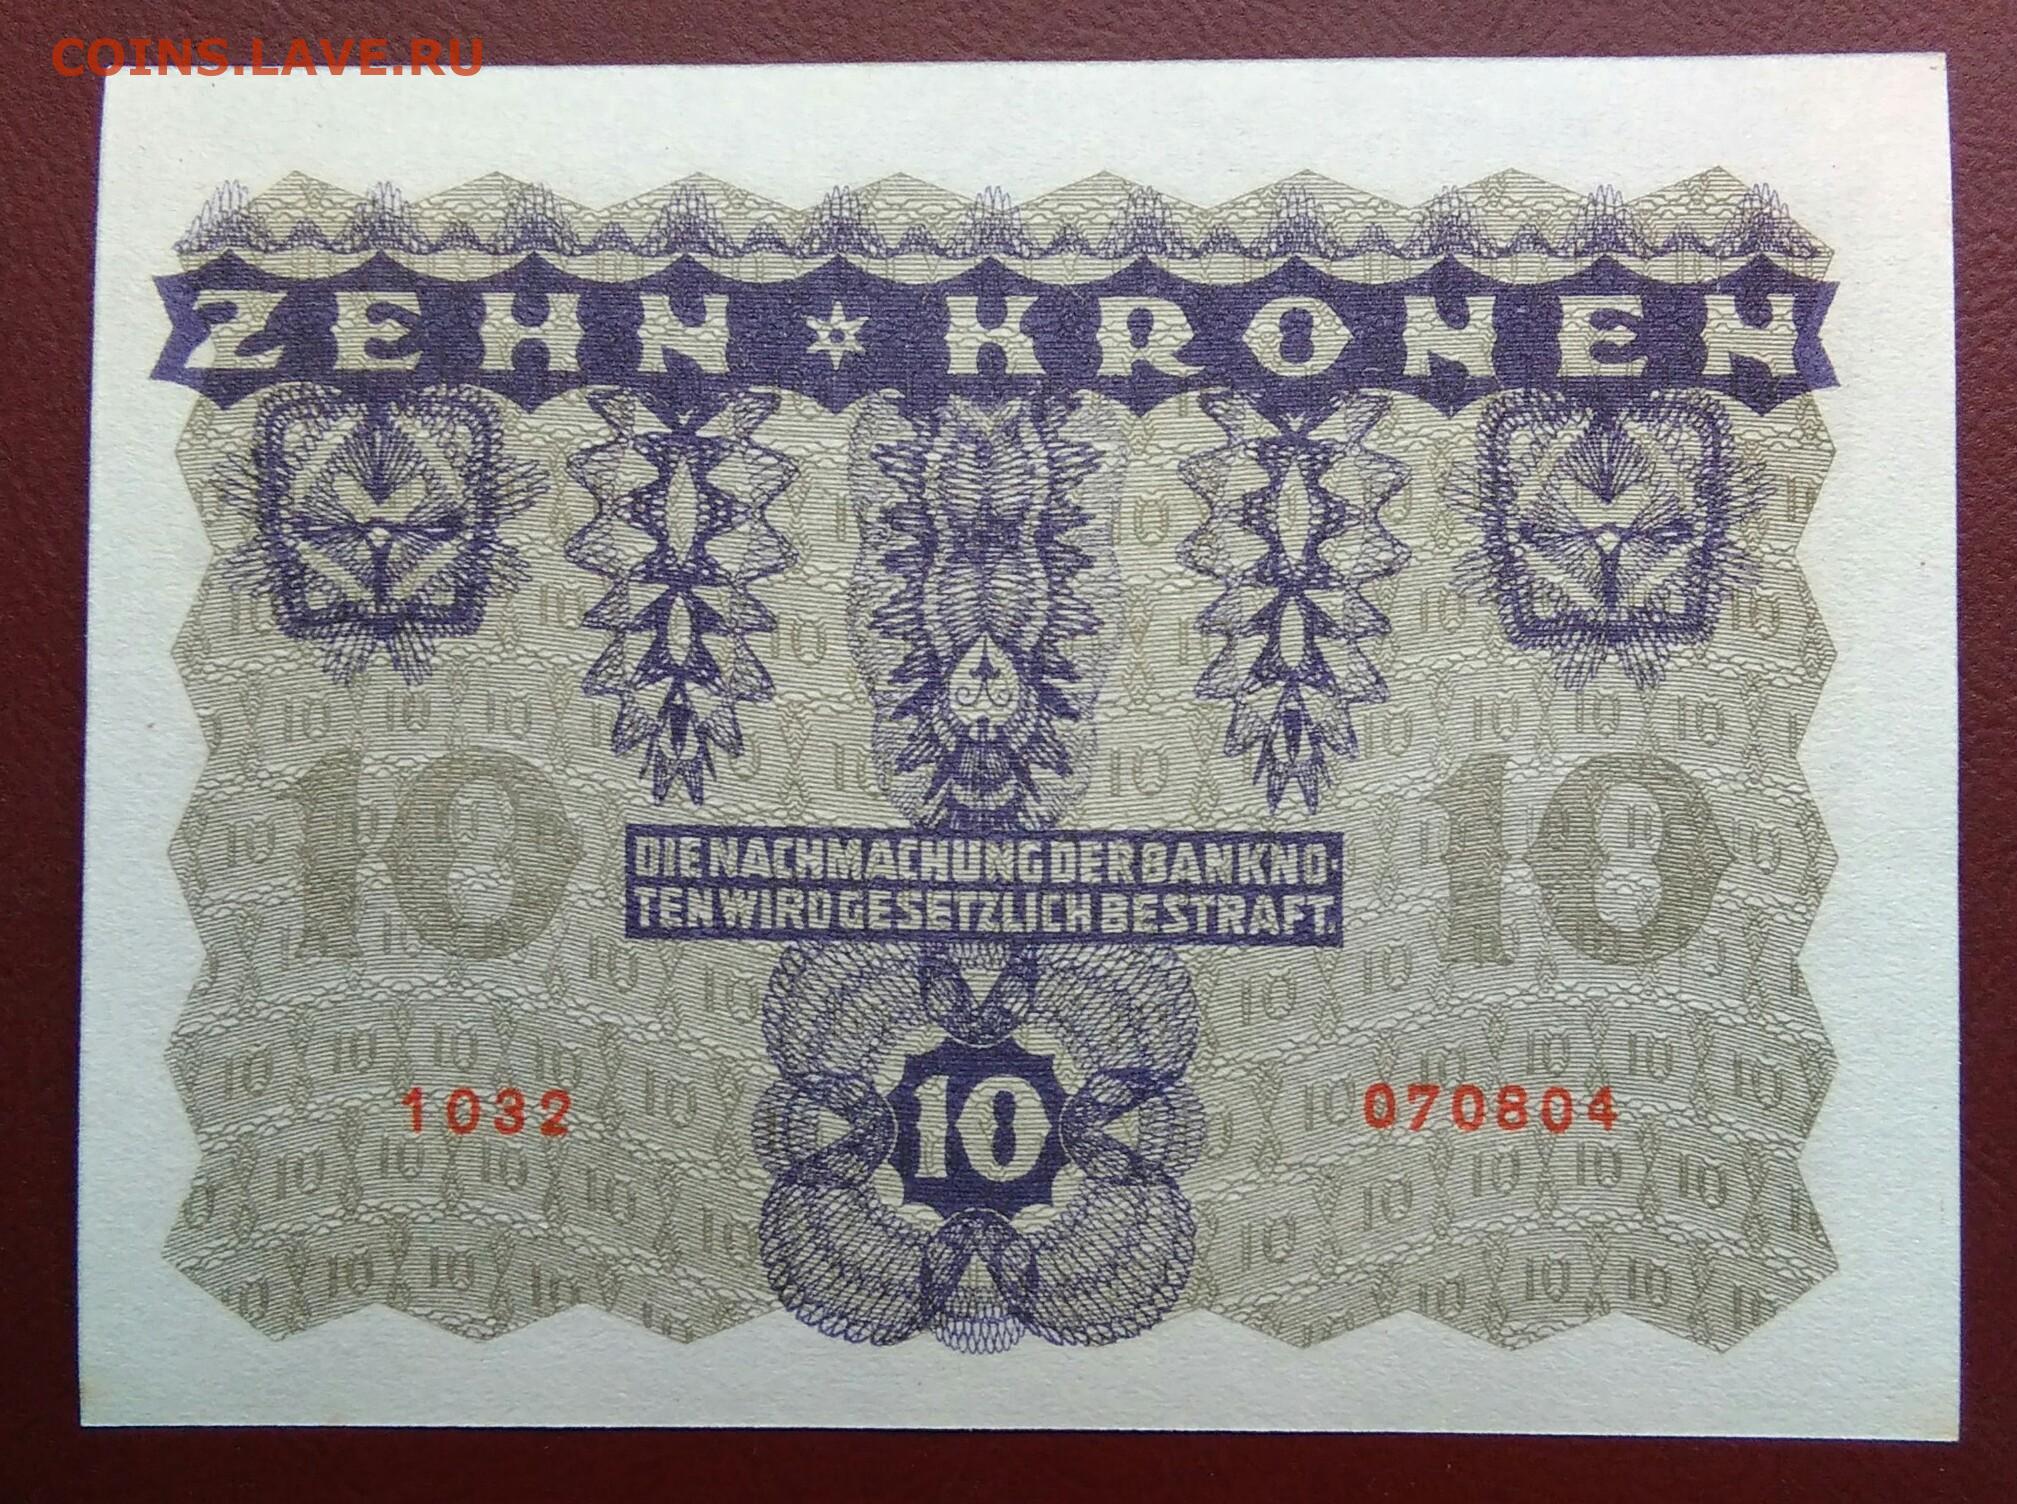 COINS.LAVE.RU
ZEHN KRONEN
10 10
DIE NACHMACHUNG DER BANKNO-
TEN WIRD GESETZLICH BESTRAFT.
10
1032 070804